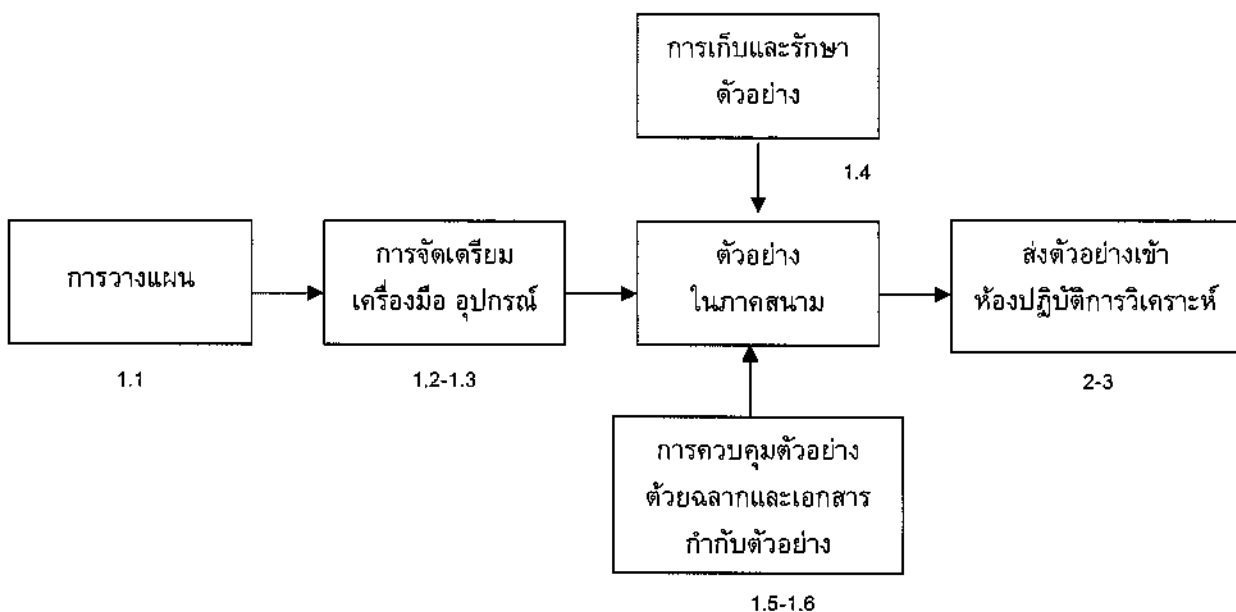 การเก็บและรักษา
ตัวอย่าง
1.4
การวางแผน
1.1
การจัดเตรียม
เครื่องมือ อุปกรณ์
1.2-1.3
ตัวอย่าง
ในภาคสนาม
ส่งตัวอย่างเข้า
ห้องปฏิบัติการวิเคราะห์
2-3
การควบคุมตัวอย่าง
ด้วยฉลากและเอกสาร
กำกับตัวอย่าง
1.5-1.6